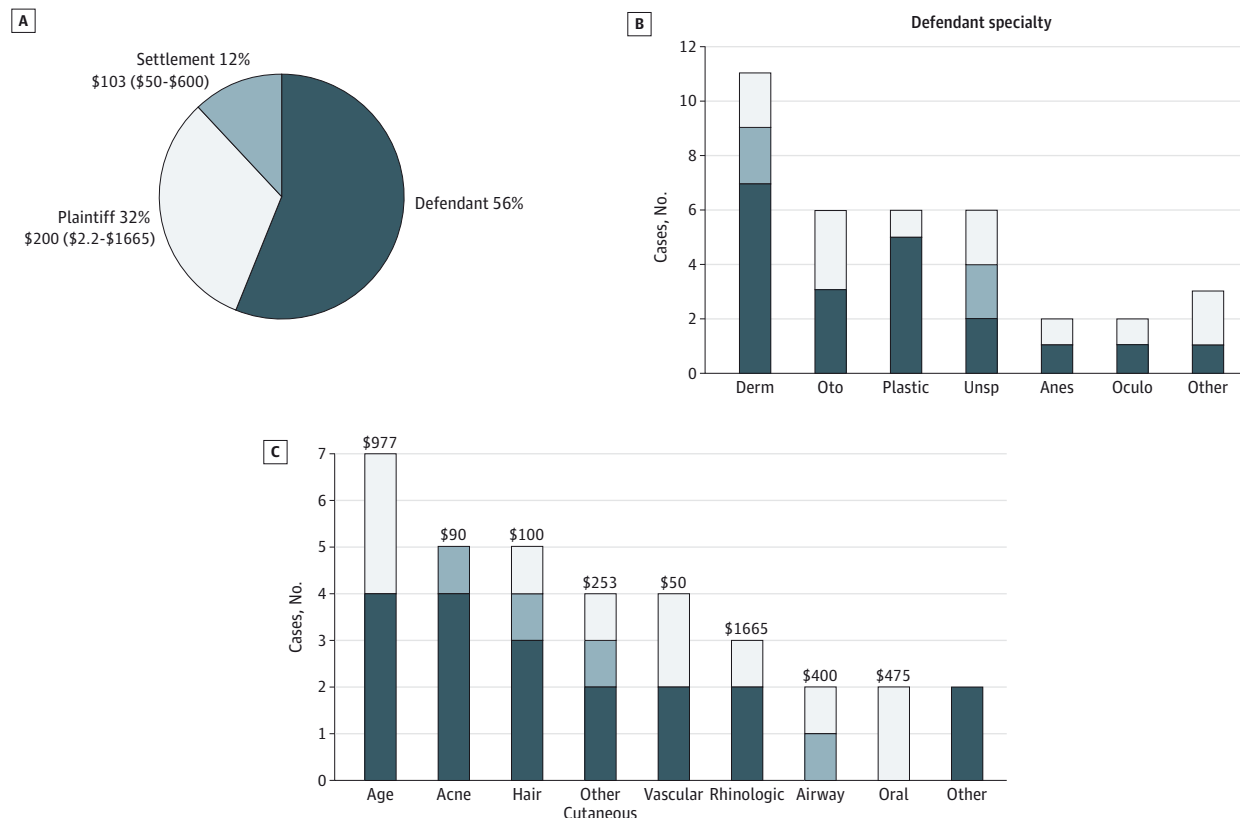 A
Settlement 12%
$103 ($50-$600)
Plaintiff 32%
$200 ($2.2-$1665)
Defendant 56%
B
Defendant specialty
Cases, No.
12
10
8
6
4
2
0
Derm Oto Plastic Unsp Anes Oculo Other
C
Cases, No.
7
6
5
4
3
2
1
0
$977
$90
$100
$253
$50
$1665
$400
$475
Age Acne Hair Other Vascular Rhinologic Airway Oral Other
Cutaneous